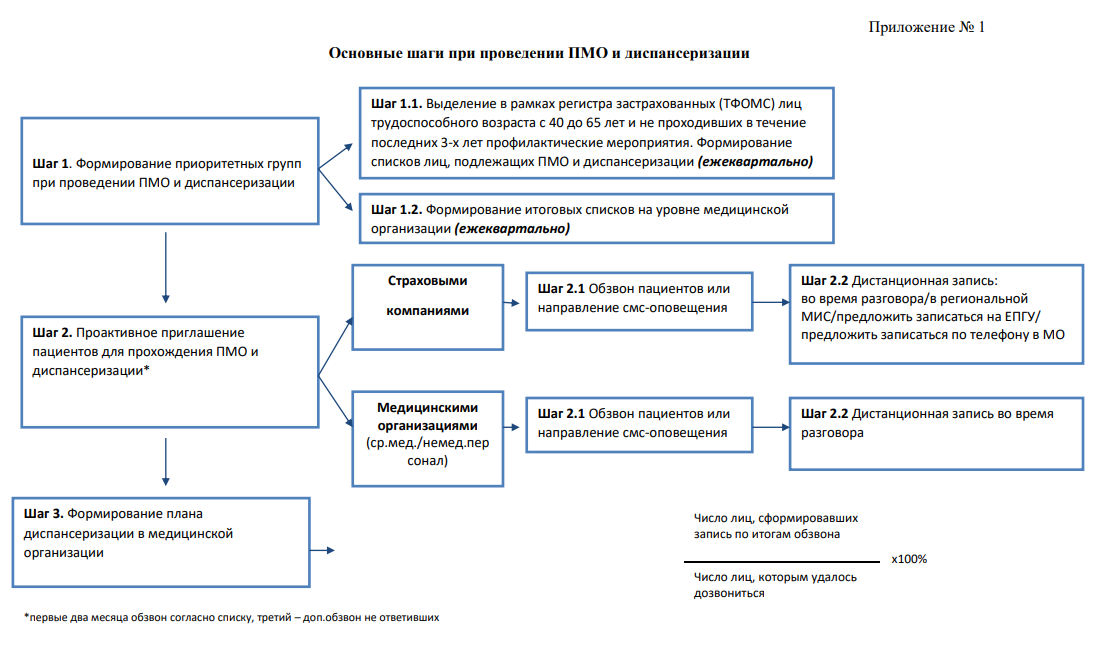 Приложение № 1
Основные шаги при проведении ПМО и диспансеризации
Шаг 1. Формирование приоритетных групп
при проведении ПМО и диспансеризации
Шаг 1.1. Выделение в рамках регистра застрахованных (ТФОМС) лиц
трудоспособного возраста с 40 до 65 лет и не проходивших в течение
последних 3-х лет профилактические мероприятия. Формирование
списков лиц, подлежащих ПМО и диспансеризации (ежеквартально)
Шаг 1.2. Формирование итоговых списков на уровне медицинской
организации (ежеквартально)
Шаг 2. Проактивное приглашение
пациентов для прохождения ПМО и
диспансеризации*
Страховыми
компаниями
Шаг 2.1 Обзвон пациентов или
направление смс-оповещения
Шаг 2.2 Дистанционная запись:
во время разговора/в региональной
МИС/предложить записаться на ЕПГУ/
предложить записаться по телефону в МО
Медицинскими
организациями
(ср.мед./немед.пер
сонал)
Шаг 2.1 Обзвон пациентов или
направление смс-оповещения
Шаг 2.2 Дистанционная запись во время
разговора
Шаг 3. Формирование плана
диспансеризации в медицинской
организации
Число лиц, сформировавших
запись по итогам обзвона
х100%
Число лиц, которым удалось
дозвониться
*первые два месяца обзвон согласно списку, третий – доп.обзвон не ответивших